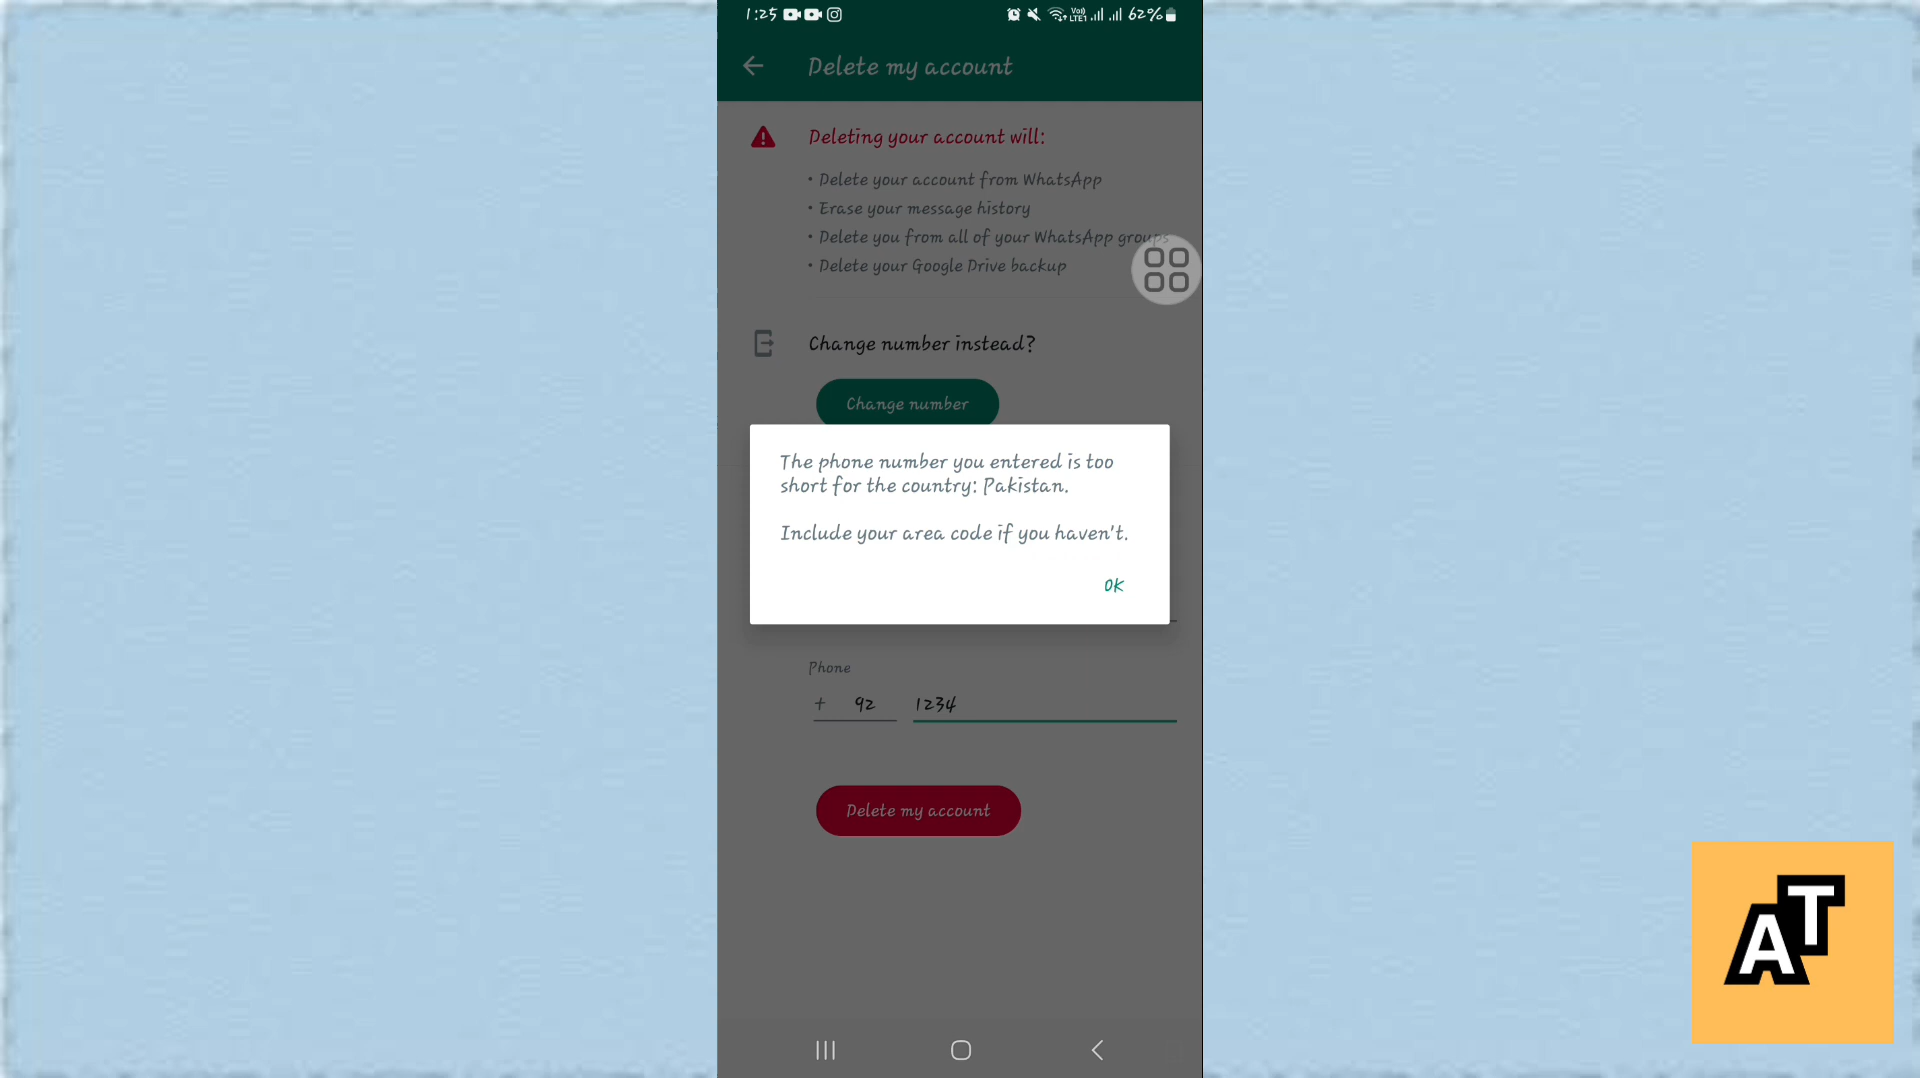 1:25
Vo)) LTE1 62%
Delete my account
Deleting your account will:
• Delete your account from WhatsApp
• Erase your message history
• Delete you from all of your WhatsApp groups
• Delete your Google Drive backup
Change number instead?
Change number
The phone number you entered is too
short for the country: Pakistan.
Include your area code if you haven't.
OK
Phone
+ 92 1234
Delete my account
AT